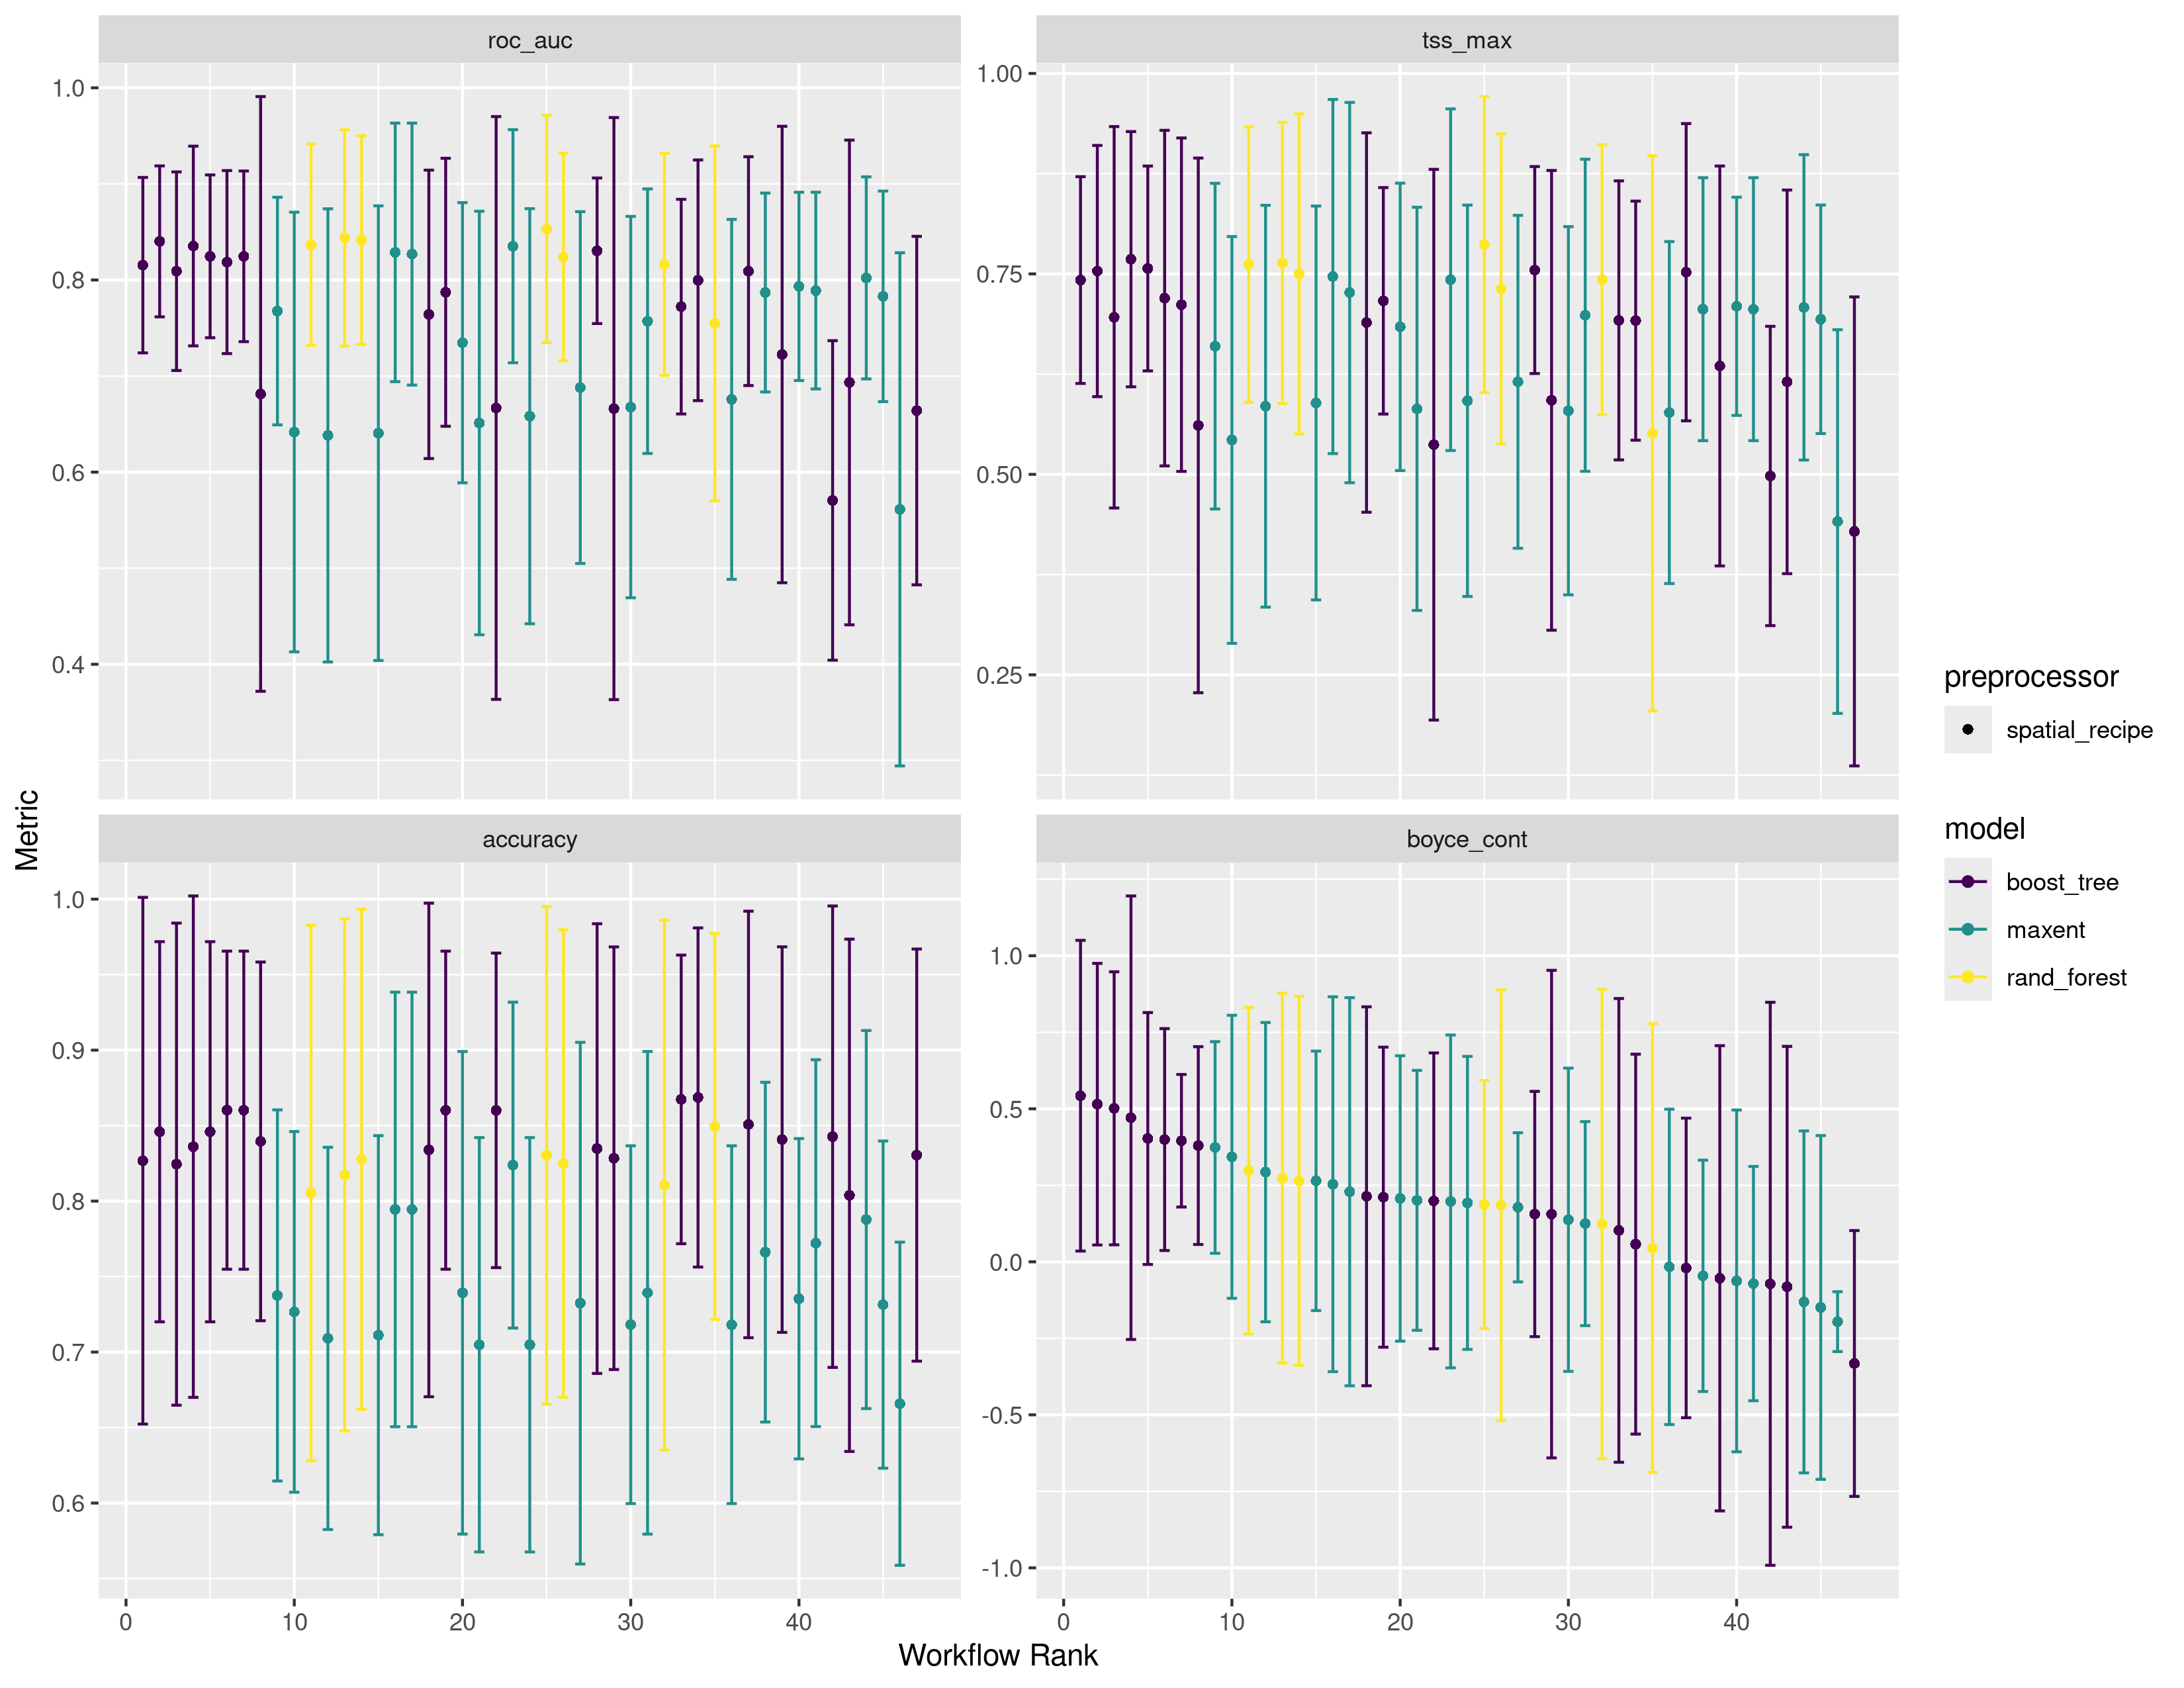 roc_auc
tss_max
1.0
0.8
0.6
0.4
1.00
0.75
0.50
0.25
accuracy
boyce_cont
1.0
0.9
0.8
0.7
0.6
1.0
0.5
0.0
-0.5
-1.0
0 10 20 30 40
0 10 20 30 40
Workflow Rank
Metric
preprocessor
spatial_recipe
model
boost_tree
maxent
rand_forest